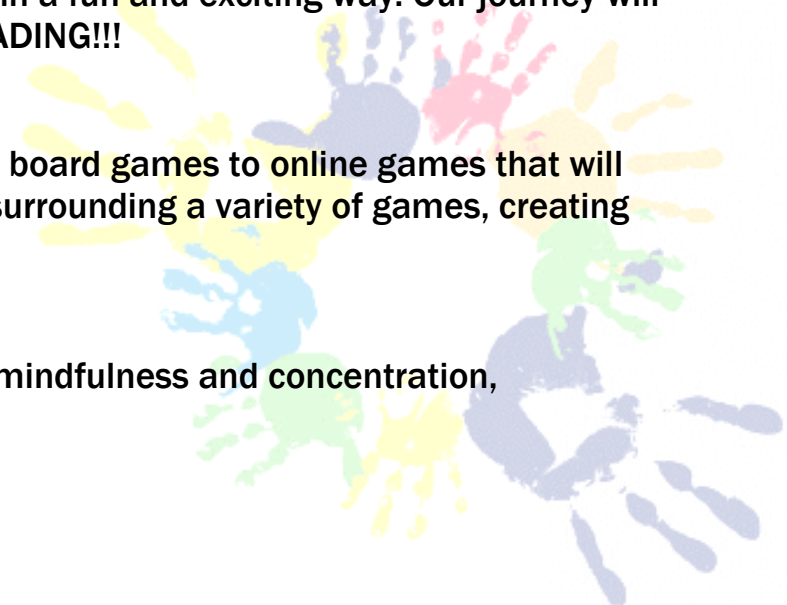 in a fun and exciting way. Our journey will
ADING!!!
board games to online games that will
surrounding a variety of games, creating
mindfulness and concentration,